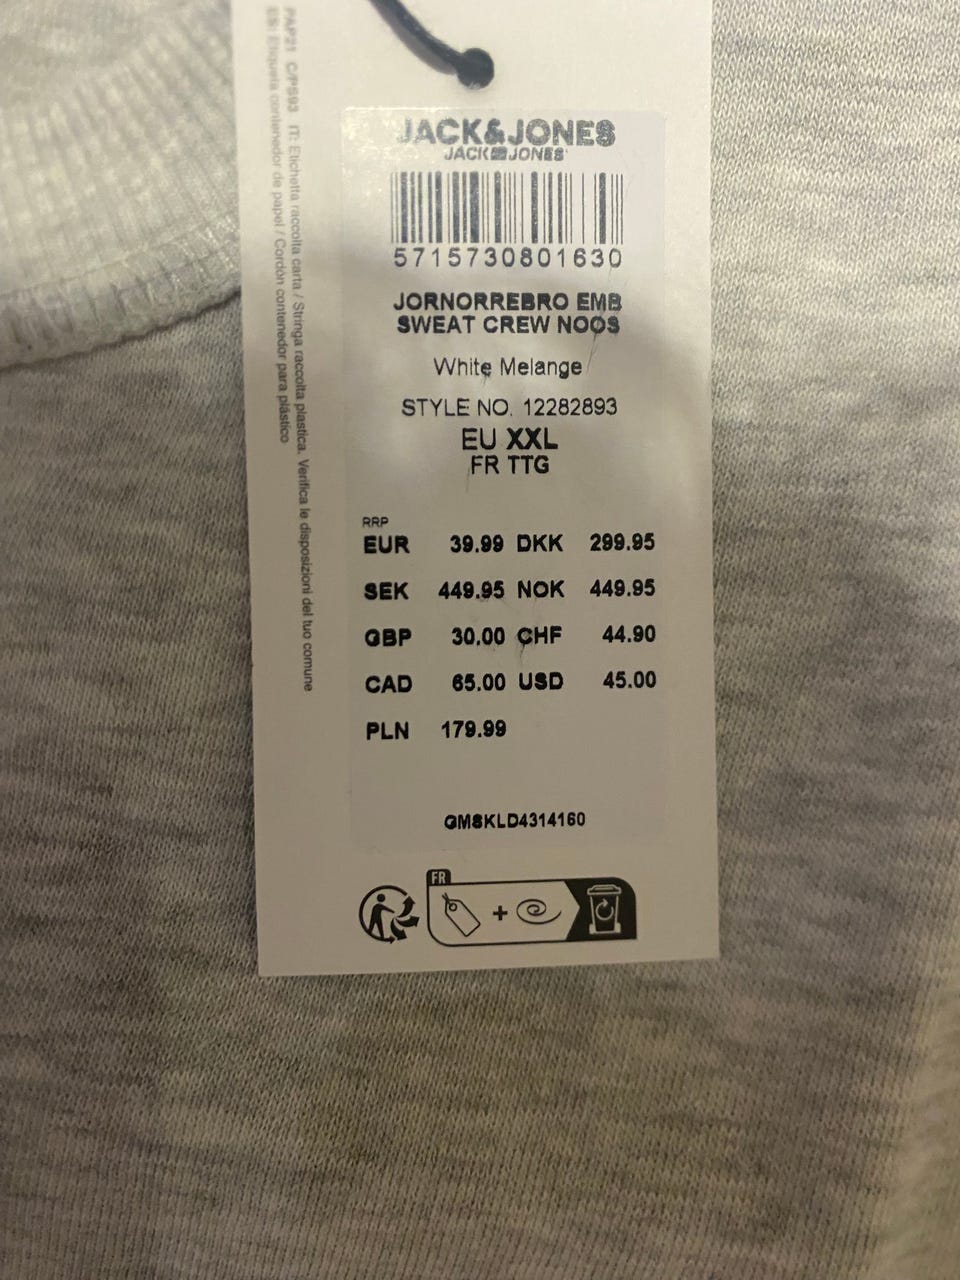 JACK&JONES
JACK&JONES
5715730801630
JORNORREBRO EMB
SWEAT CREW NOOS
White Melange
STYLE NO. 12282893
EU XXL
FR TTG
RRP
EUR 39.99 DKK 299.95
SEK 449.95 NOK 449.95
GBP 30.00 CHF 44.90
CAD 65.00 USD 45.00
PLN 179.99
GMSKLD4314160
FR
PAP21 C/PS93 IT: Etichetta raccolta carta / Stringa raccolta plastica. Verifica le disposizioni del tuo comune
ES: Etiqueta contenedor de papel / Cordón contenedor para plástico